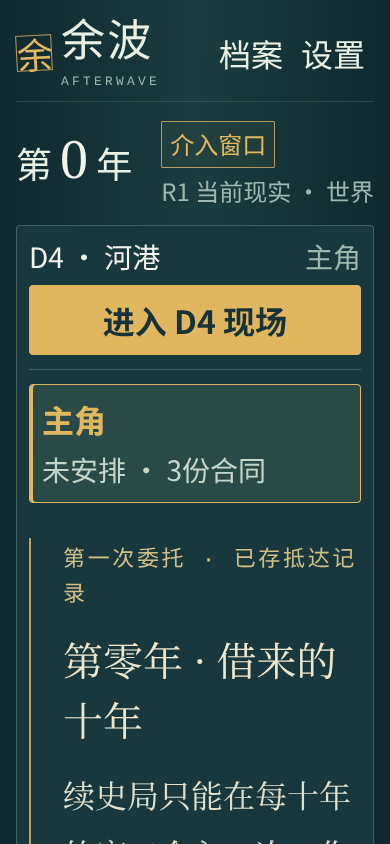 余 余波 档案 设置
AFTERWAVE
第 0 年 介入窗口
R1 当前现实 · 世界
D4 · 河港 主角
进入 D4 现场
主角
未安排 · 3份合同
第一次委托 · 已存抵达记
录
第零年 · 借来的
十年
续史局只能在每十年